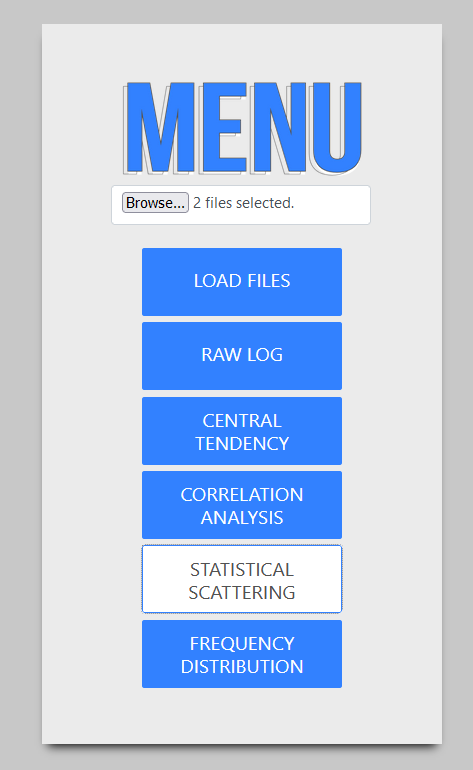 MENU
Browse... 2 files selected.
LOAD FILES
RAW LOG
CENTRAL
TENDENCY
CORRELATION
ANALYSIS
STATISTICAL
SCATTERING
FREQUENCY
DISTRIBUTION